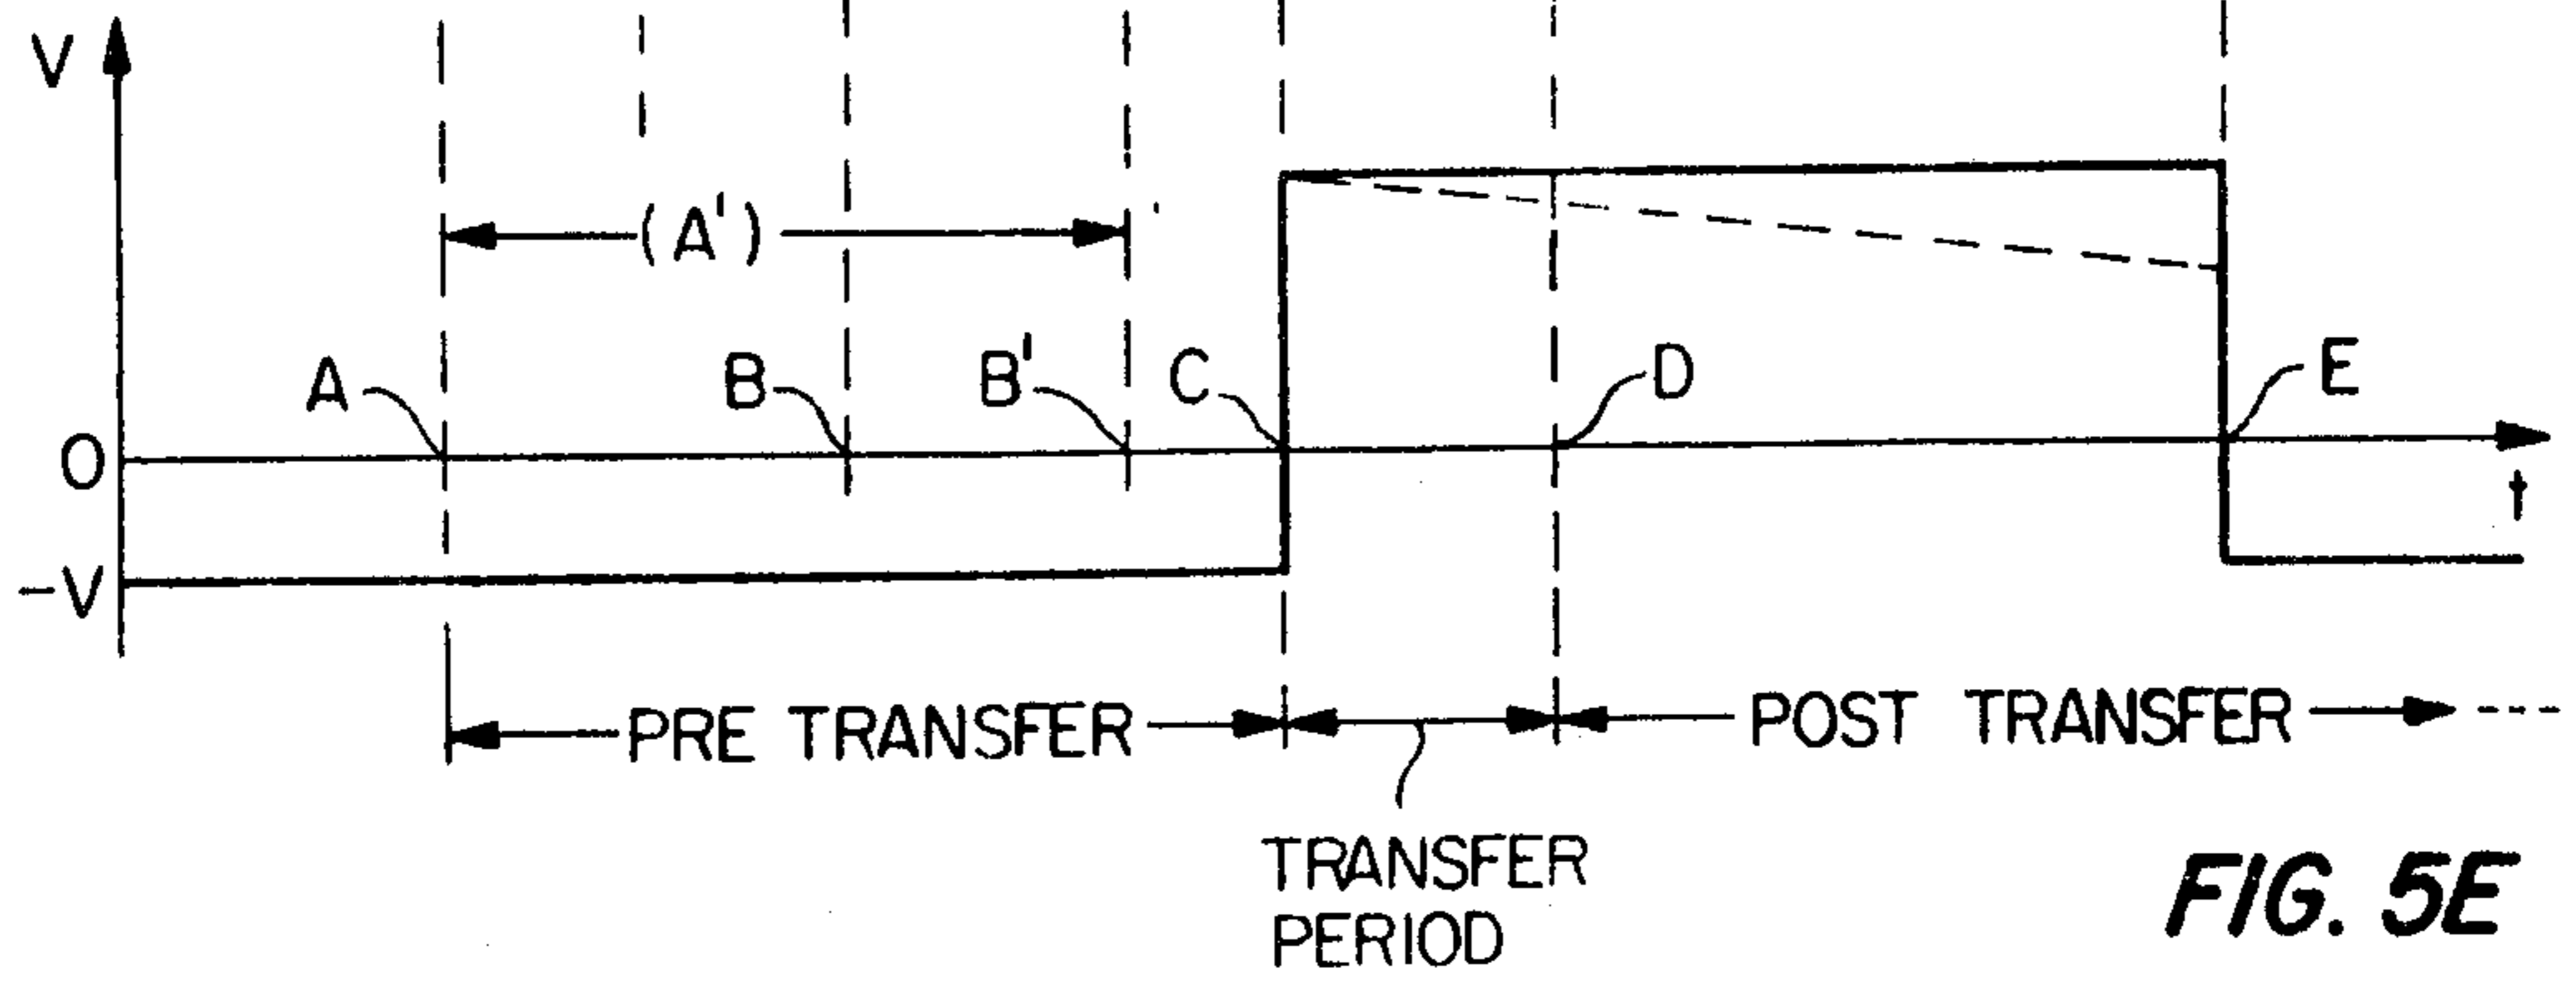 V
(A')
A
B
B'
C
D
E
O
t
-V
PRE TRANSFER
POST TRANSFER
TRANSFER
PERIOD
FIG. 5E